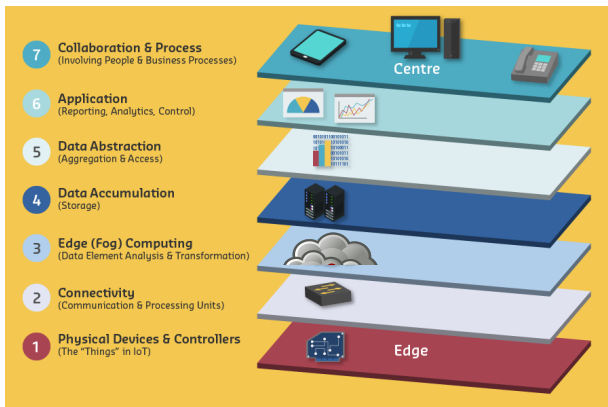 7
Collaboration & Process
(Involving People & Business Processes)
Centre
6
Application
(Reporting, Analytics, Control)
5
Data Abstraction
(Aggregation & Access)
4
Data Accumulation
(Storage)
3
Edge (Fog) Computing
(Data Element Analysis & Transformation)
2
Connectivity
(Communication & Processing Units)
1
Physical Devices & Controllers
(The "Things" in IoT)
Edge